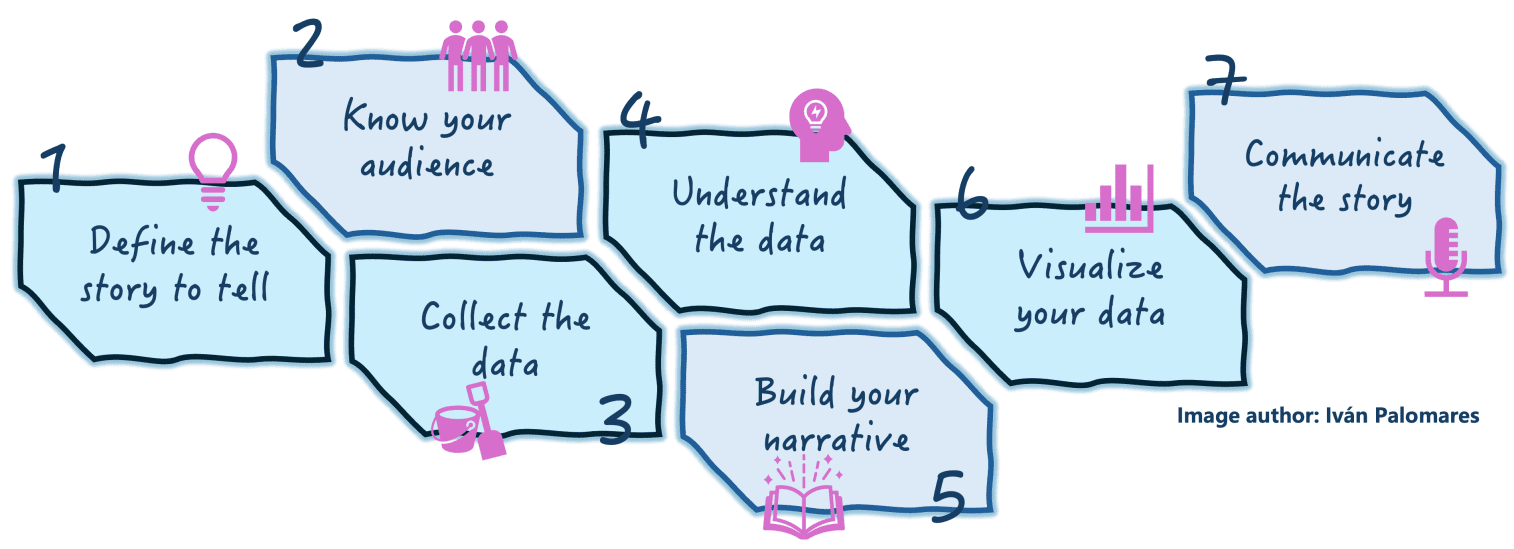 1
Define the
story to tell
2
Know your
audience
3
Collect the
data
4
Understand
the data
5
Build your
narrative
6
Visualize
your data
7
Communicate
the story
Image author: Iván Palomares